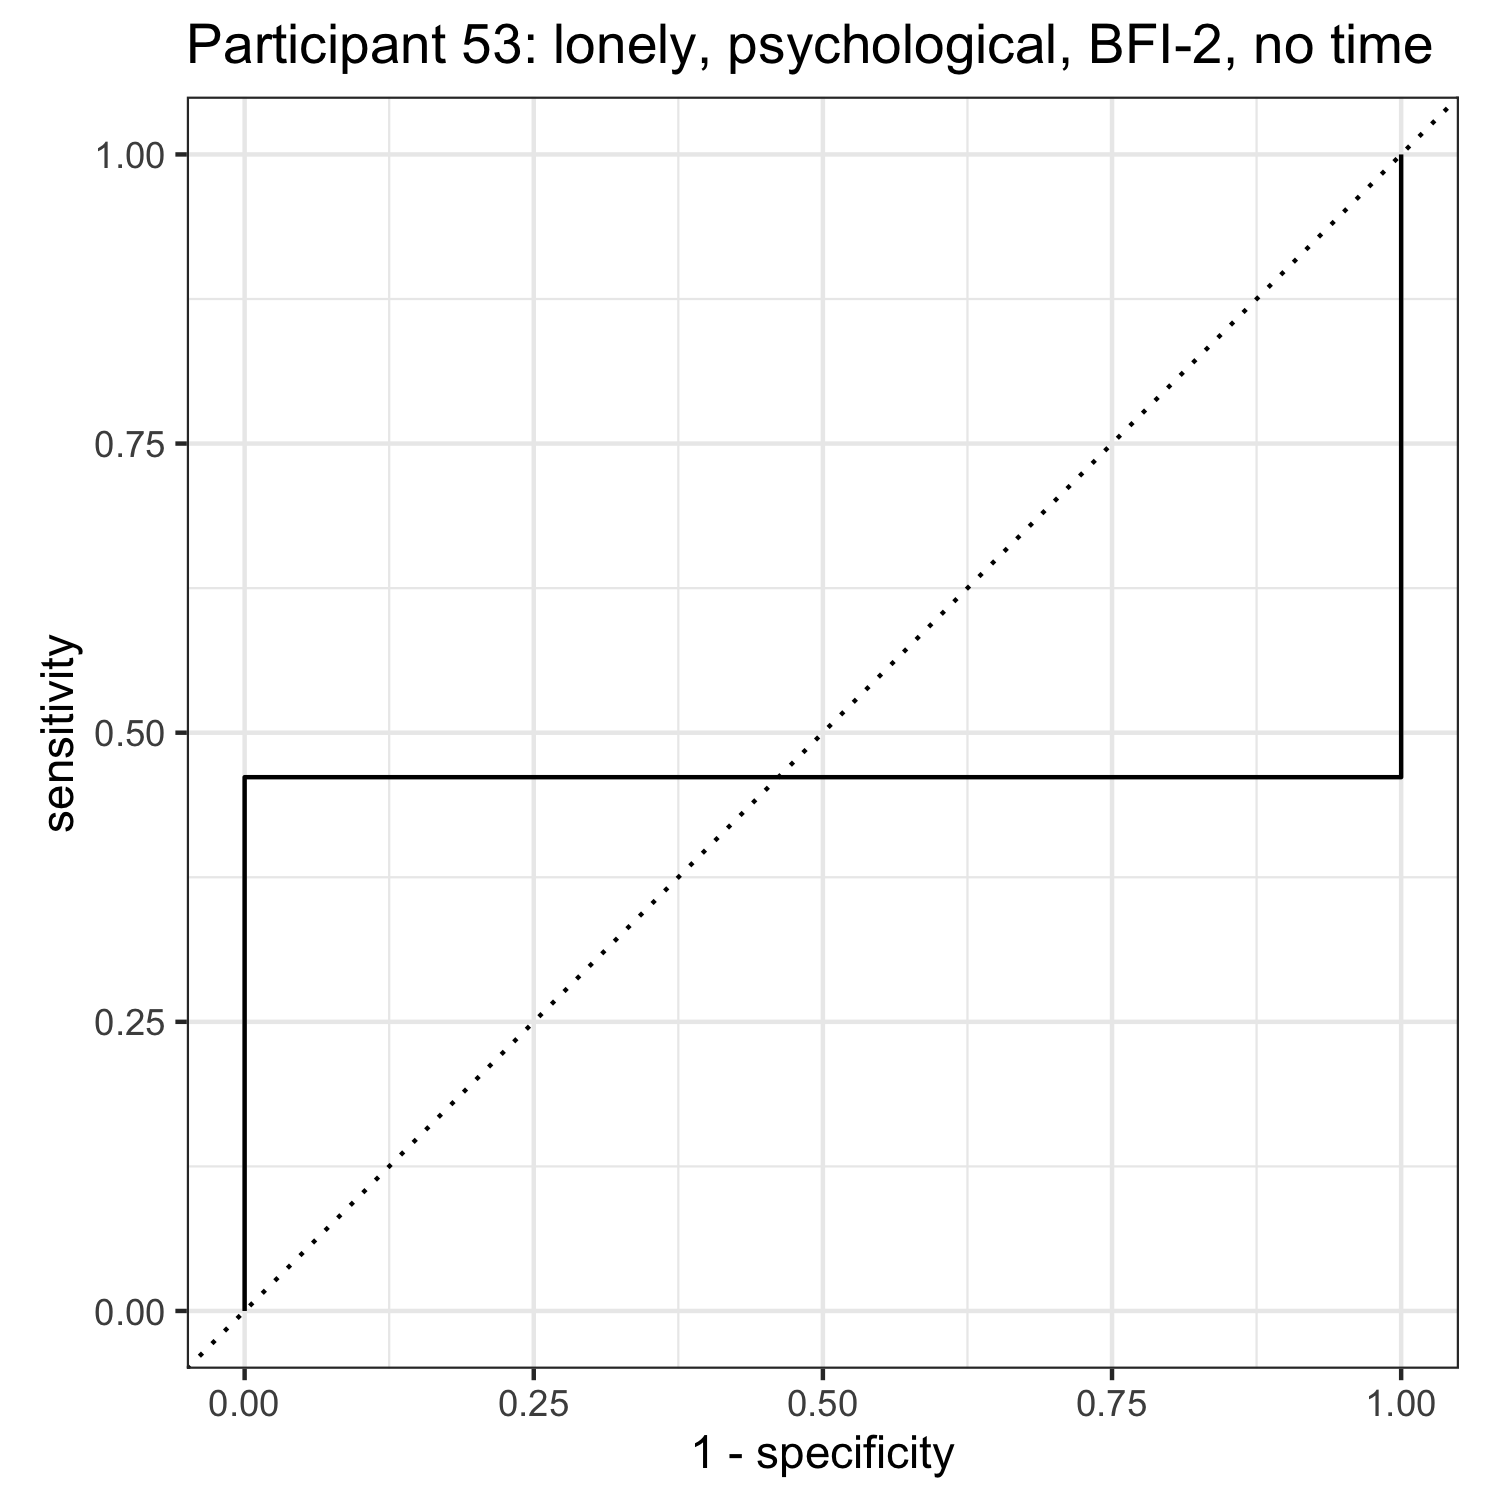 Participant 53: lonely, psychological, BFI-2, no time
1.00
0.75
0.50
0.25
0.00
sensitivity
0.00 0.25 0.50 0.75 1.00
1 - specificity